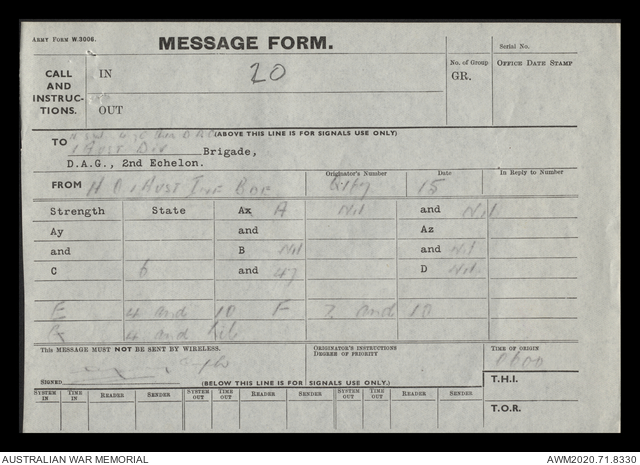 ARMY FORM W.3006.
MESSAGE FORM.
Serial No.
CALL AND INSTRUC-TIONS.
IN 20
No. of Group GR.
OFFICE DATE STAMP
OUT
(ABOVE THIS LINE IS FOR SIGNALS USE ONLY)
TO
1 AUST DIV Brigade,
D.A.G., 2nd Echelon.
Originator's Number Date In Reply to Number
FROM H Q 1 AUST INF BDE 15
Strength State Ax A Nil and Nil
Ay and Az
and B Nil and Nil
C 6 and 47 D Nil
E 4 and 10 F 7 and 10
4 and
THIS MESSAGE MUST NOT BE SENT BY WIRELESS.
ORIGINATOR'S INSTRUCTIONS
DEGREE OF PRIORITY
TIME OF ORIGIN
SIGNED
(BELOW THIS LINE IS FOR SIGNALS USE ONLY.)
T.H.I.
SYSTEM IN TIME IN READER SENDER SYSTEM OUT TIME OUT READER SENDER SYSTEM OUT TIME OUT READER SENDER
T.O.R.
AUSTRALIAN WAR MEMORIAL AWM2020.71.8330